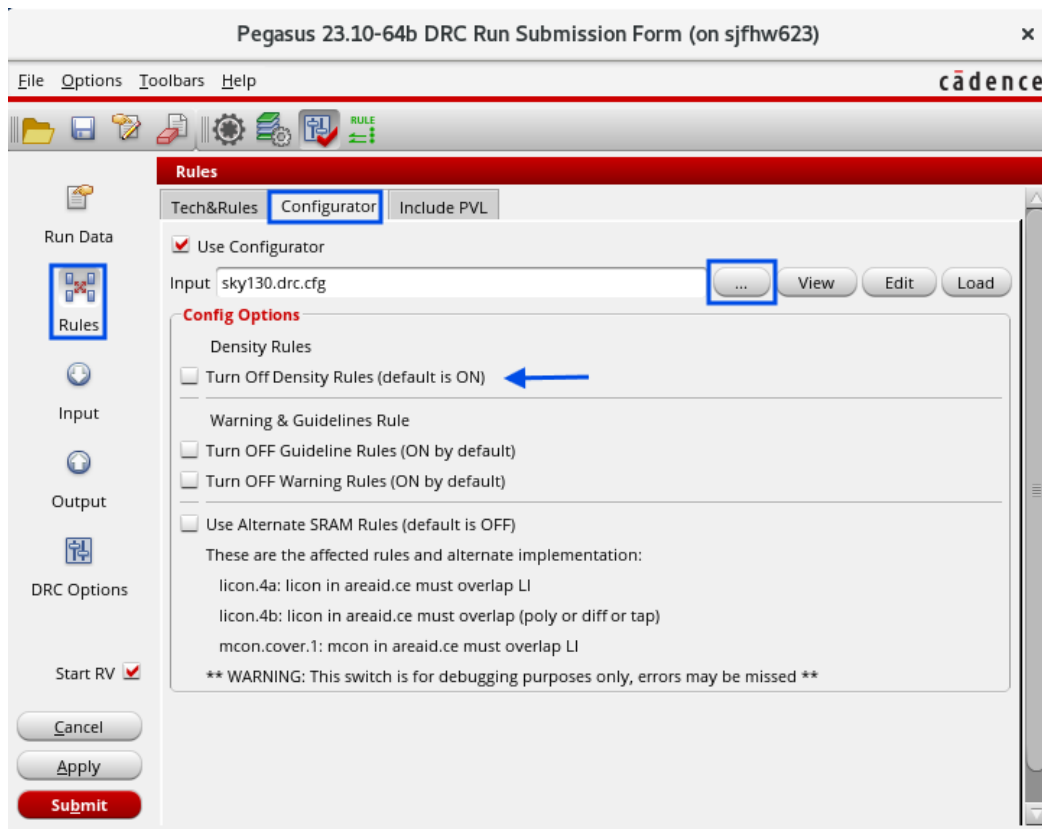 Pegasus 23.10-64b DRC Run Submission Form (on sjfhw623) ×
File Options Toolbars Help
cādence
RULE
Rules
Run Data
Rules
Input
Output
DRC Options
Start RV
Cancel
Apply
Submit
Tech&Rules Configurator Include PVL
Use Configurator
Input sky130.drc.cfg ... View Edit Load
Config Options
Density Rules
Turn Off Density Rules (default is ON)
Warning & Guidelines Rule
Turn OFF Guideline Rules (ON by default)
Turn OFF Warning Rules (ON by default)
Use Alternate SRAM Rules (default is OFF)
These are the affected rules and alternate implementation:
licon.4a: licon in areaid.ce must overlap LI
licon.4b: licon in areaid.ce must overlap (poly or diff or tap)
mcon.cover.1: mcon in areaid.ce must overlap LI
** WARNING: This switch is for debugging purposes only, errors may be missed **